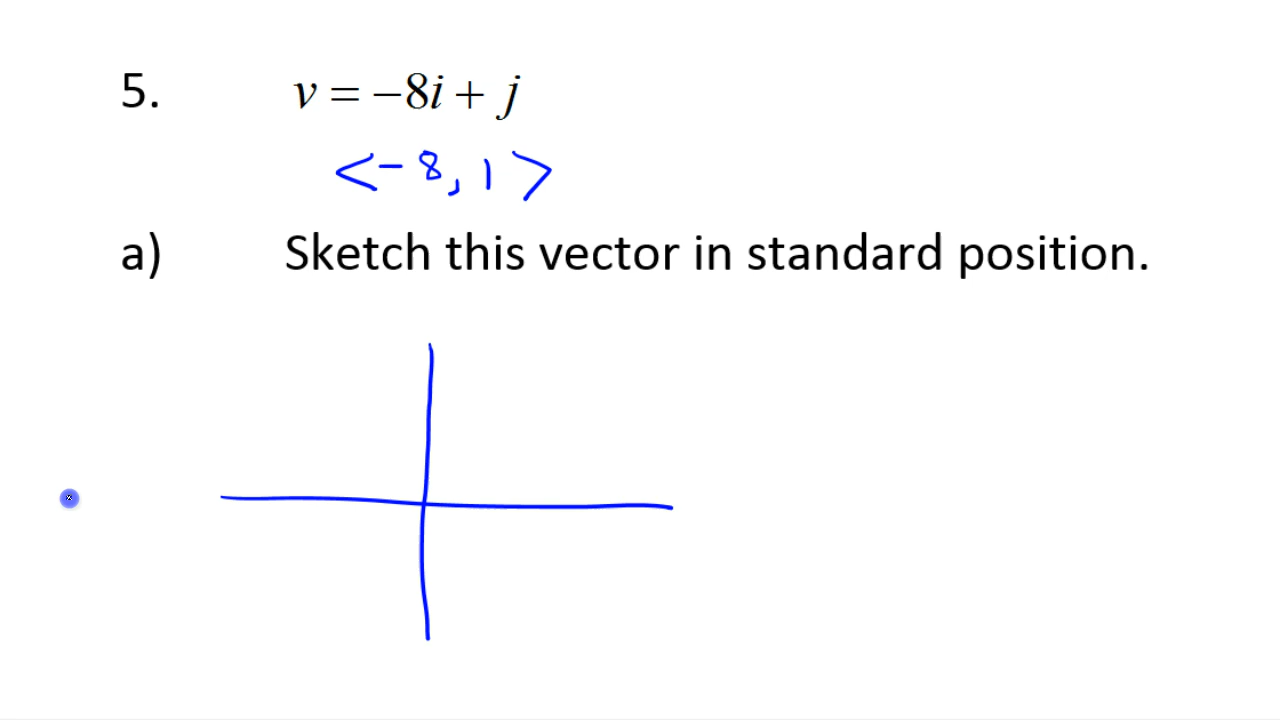 5. v = −8i + j
<-8, 1>
a) Sketch this vector in standard position.